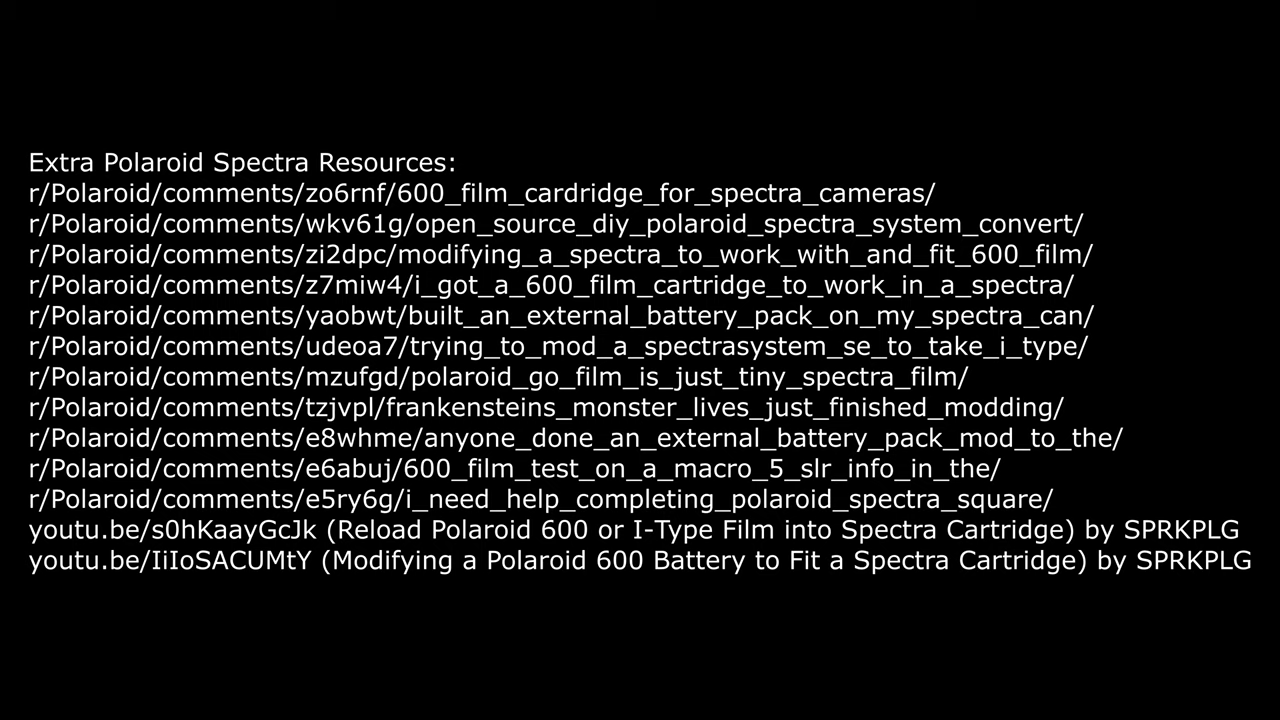 Extra Polaroid Spectra Resources:
r/Polaroid/comments/zo6rnf/600_film_cardridge_for_spectra_cameras/
r/Polaroid/comments/wkv61g/open_source_diy_polaroid_spectra_system_convert/
r/Polaroid/comments/zi2dpc/modifying_a_spectra_to_work_with_and_fit_600_film/
r/Polaroid/comments/z7miw4/i_got_a_600_film_cartridge_to_work_in_a_spectra/
r/Polaroid/comments/yaobwt/built_an_external_battery_pack_on_my_spectra_can/
r/Polaroid/comments/udeoa7/trying_to_mod_a_spectrasystem_se_to_take_i_type/
r/Polaroid/comments/mzufgd/polaroid_go_film_is_just_tiny_spectra_film/
r/Polaroid/comments/tzjvpl/frankensteins_monster_lives_just_finished_modding/
r/Polaroid/comments/e8whme/anyone_done_an_external_battery_pack_mod_to_the/
r/Polaroid/comments/e6abuj/600_film_test_on_a_macro_5_slr_info_in_the/
r/Polaroid/comments/e5ry6g/i_need_help_completing_polaroid_spectra_square/
youtu.be/s0hKaayGcJk (Reload Polaroid 600 or I-Type Film into Spectra Cartridge) by SPRKPLG
youtu.be/IiIoSACUMtY (Modifying a Polaroid 600 Battery to Fit a Spectra Cartridge) by SPRKPLG